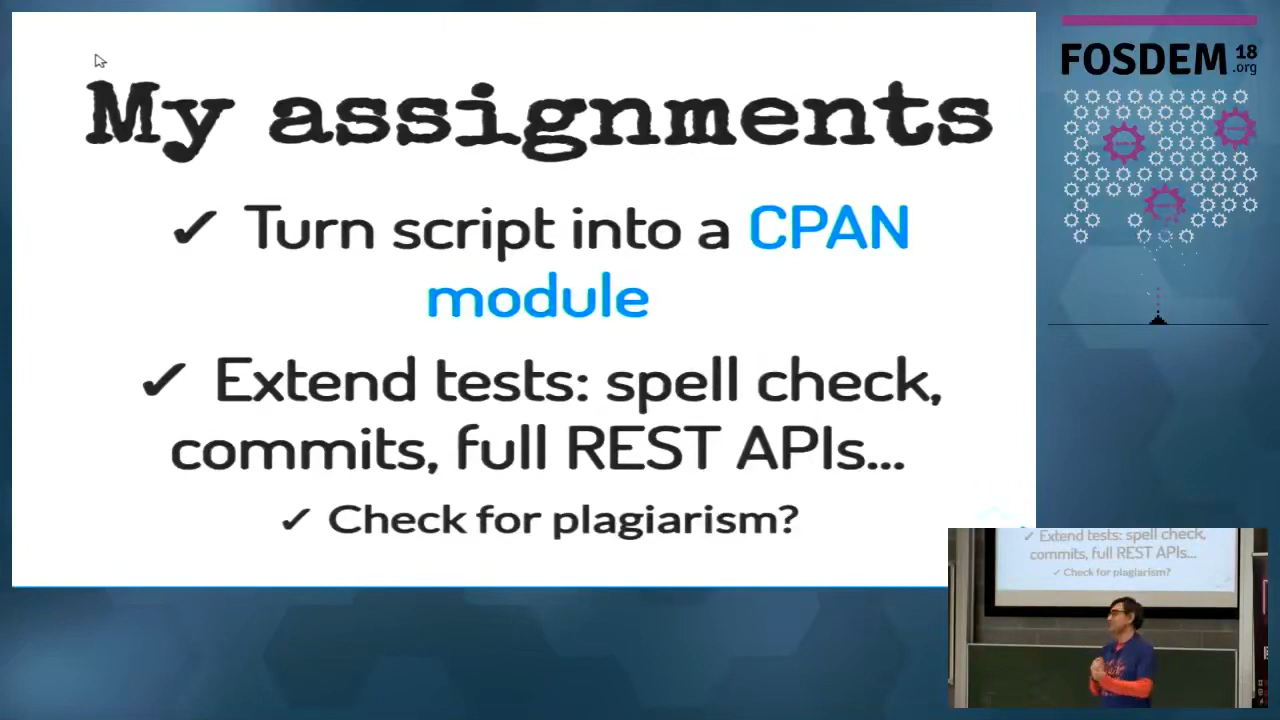 My assignments
✓ Turn script into a CPAN
module
✓ Extend tests: spell check,
commits, full REST APIs...
✓ Check for plagiarism?
FOSDEM 18
.org
✓ Extend tests: spell check,
commits, full REST APIs...
✓ Check for plagiarism?